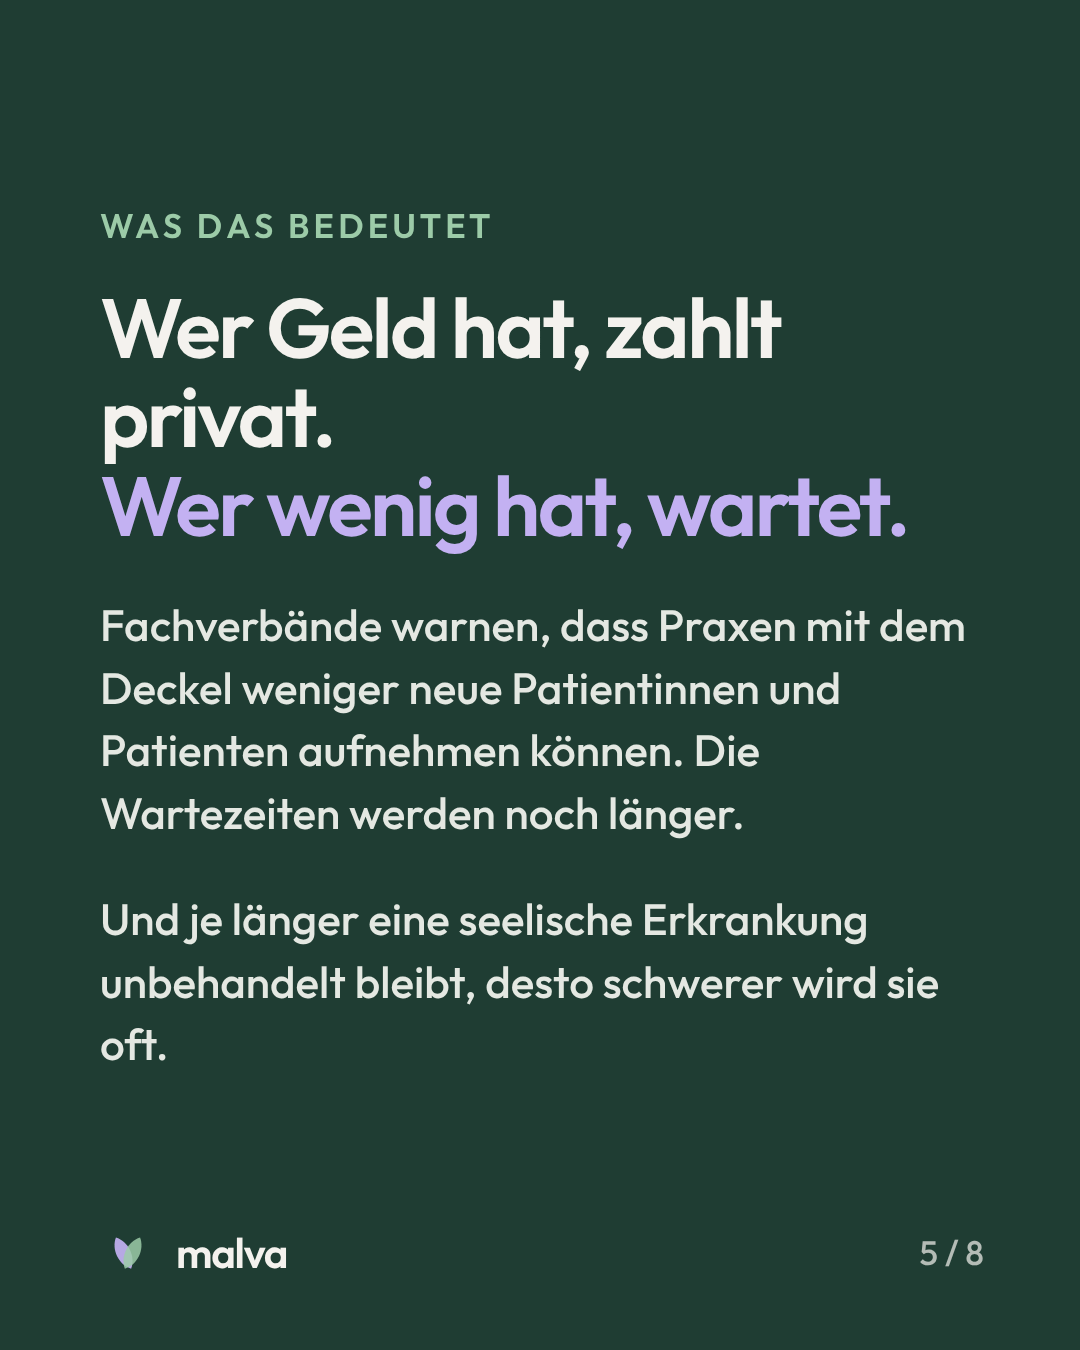 WAS DAS BEDEUTET
Wer Geld hat, zahlt
privat.
Wer wenig hat, wartet.
Fachverbände warnen, dass Praxen mit dem
Deckel weniger neue Patientinnen und
Patienten aufnehmen können. Die
Wartezeiten werden noch länger.
Und je länger eine seelische Erkrankung
unbehandelt bleibt, desto schwerer wird sie
oft.
malva
5 / 8